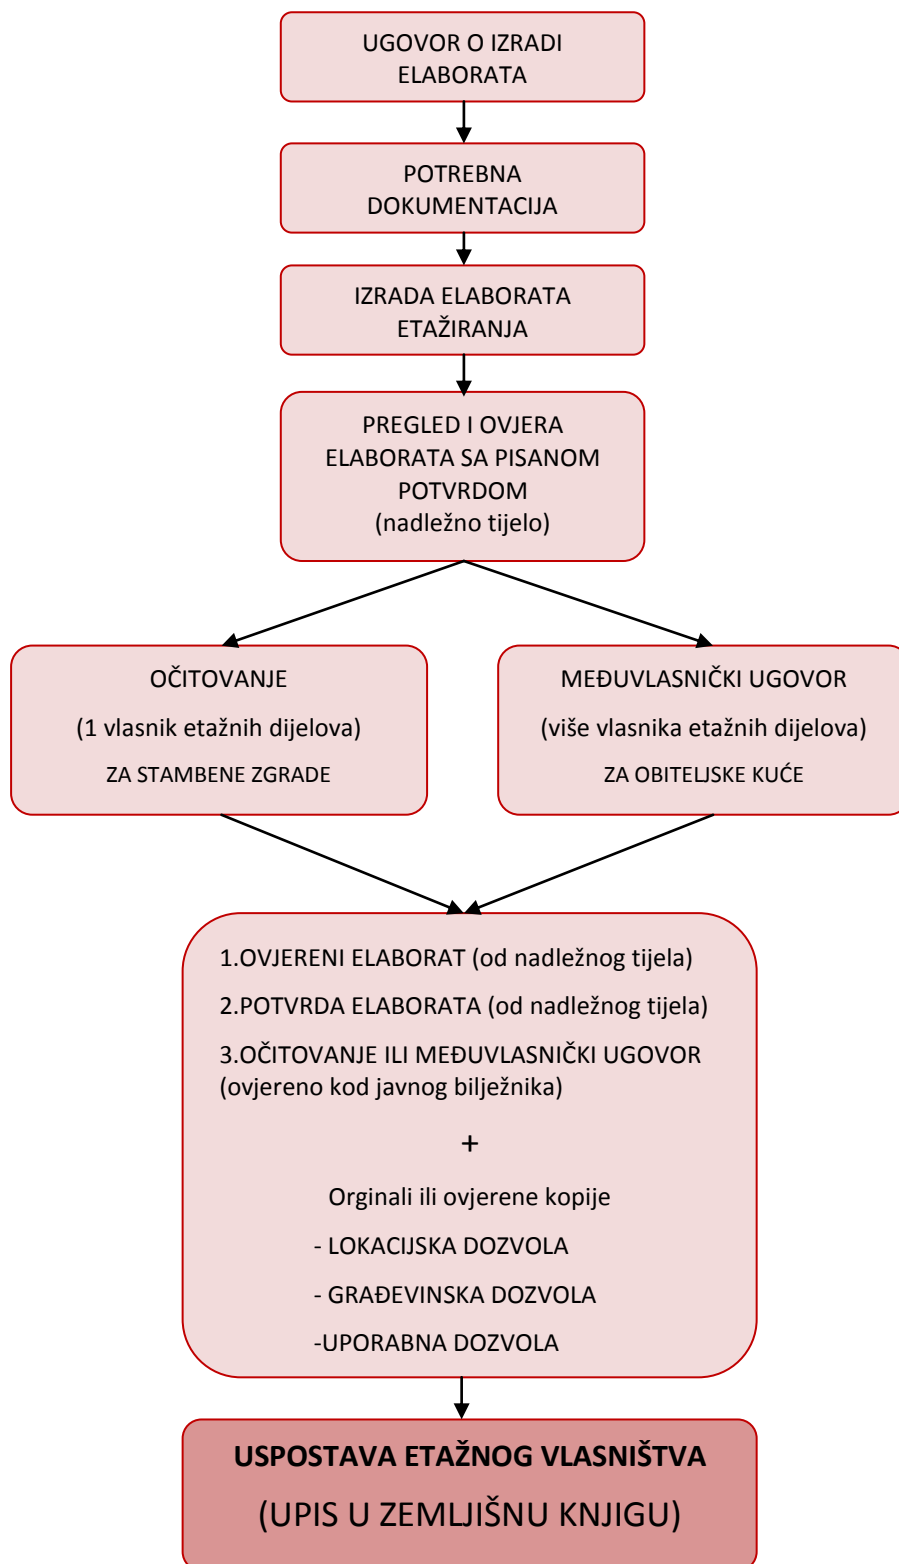 UGOVOR O IZRADI
ELABORATA
POTREBNA
DOKUMENTACIJA
IZRADA ELABORATA
ETAŽIRANJA
PREGLED I OVJERA
ELABORATA SA PISANOM
POTVRDOM
(nadležno tijelo)
OČITOVANJE
(1 vlasnik etažnih dijelova)
ZA STAMBENE ZGRADE
MEĐUVLASNIČKI UGOVOR
(više vlasnika etažnih dijelova)
ZA OBITELJSKE KUĆE
1.OVJERENI ELABORAT (od nadležnog tijela)
2.POTVRDA ELABORATA (od nadležnog tijela)
3.OČITOVANJE ILI MEĐUVLASNIČKI UGOVOR
(ovjereno kod javnog bilježnika)
+
Orginali ili ovjerene kopije
- LOKACIJSKA DOZVOLA
- GRAĐEVINSKA DOZVOLA
-UPORABNA DOZVOLA
USPOSTAVA ETAŽNOG VLASNIŠTVA
(UPIS U ZEMLJIŠNU KNJIGU)